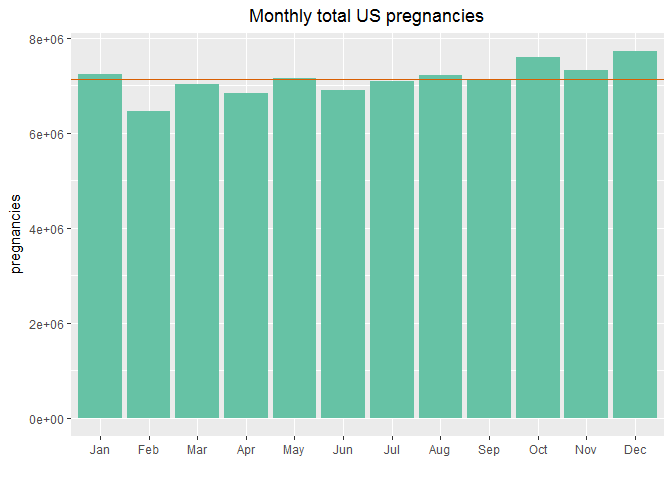 Monthly total US pregnancies
8e+06
6e+06
4e+06
2e+06
0e+00
pregnancies
Jan Feb Mar Apr May Jun Jul Aug Sep Oct Nov Dec